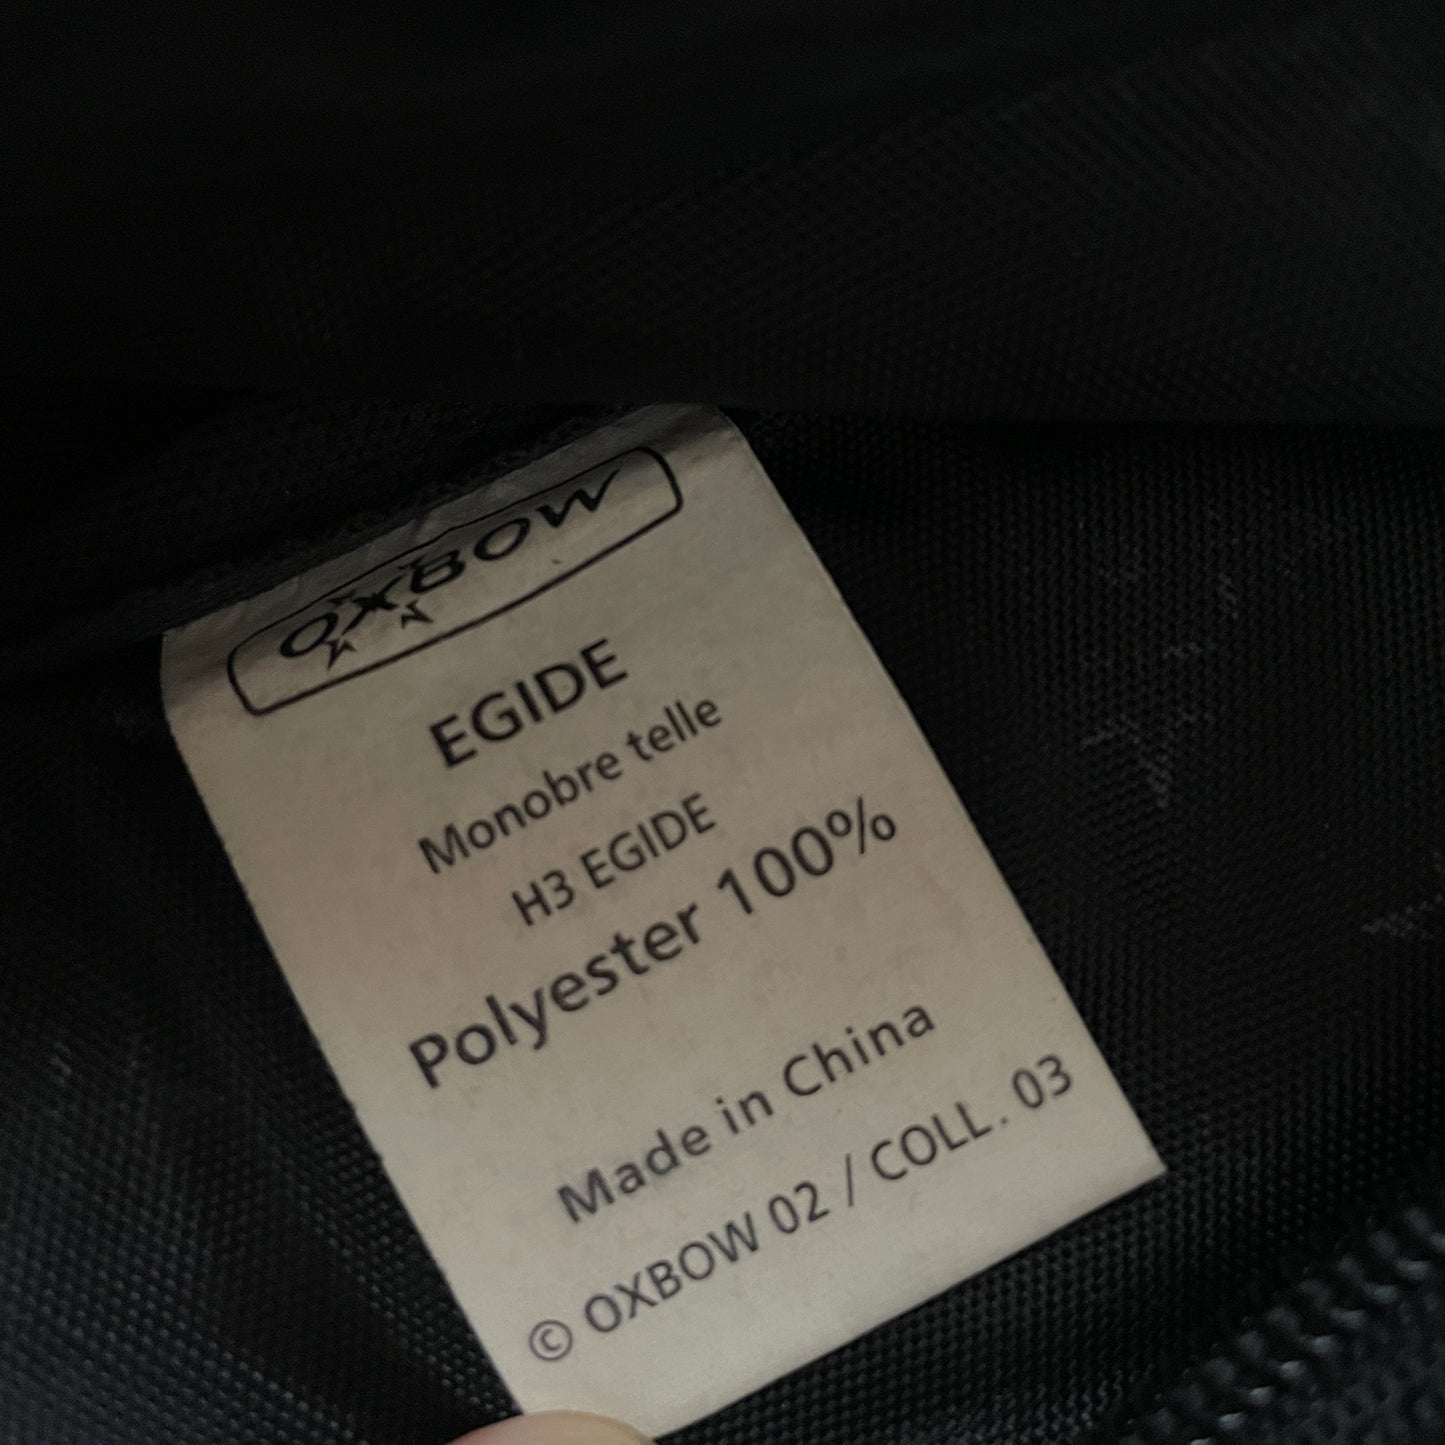 OXBOW
EGIDE
Monobre telle
H3 EGIDE
Polyester 100%
Made in China
© OXBOW 02 / COLL. 03